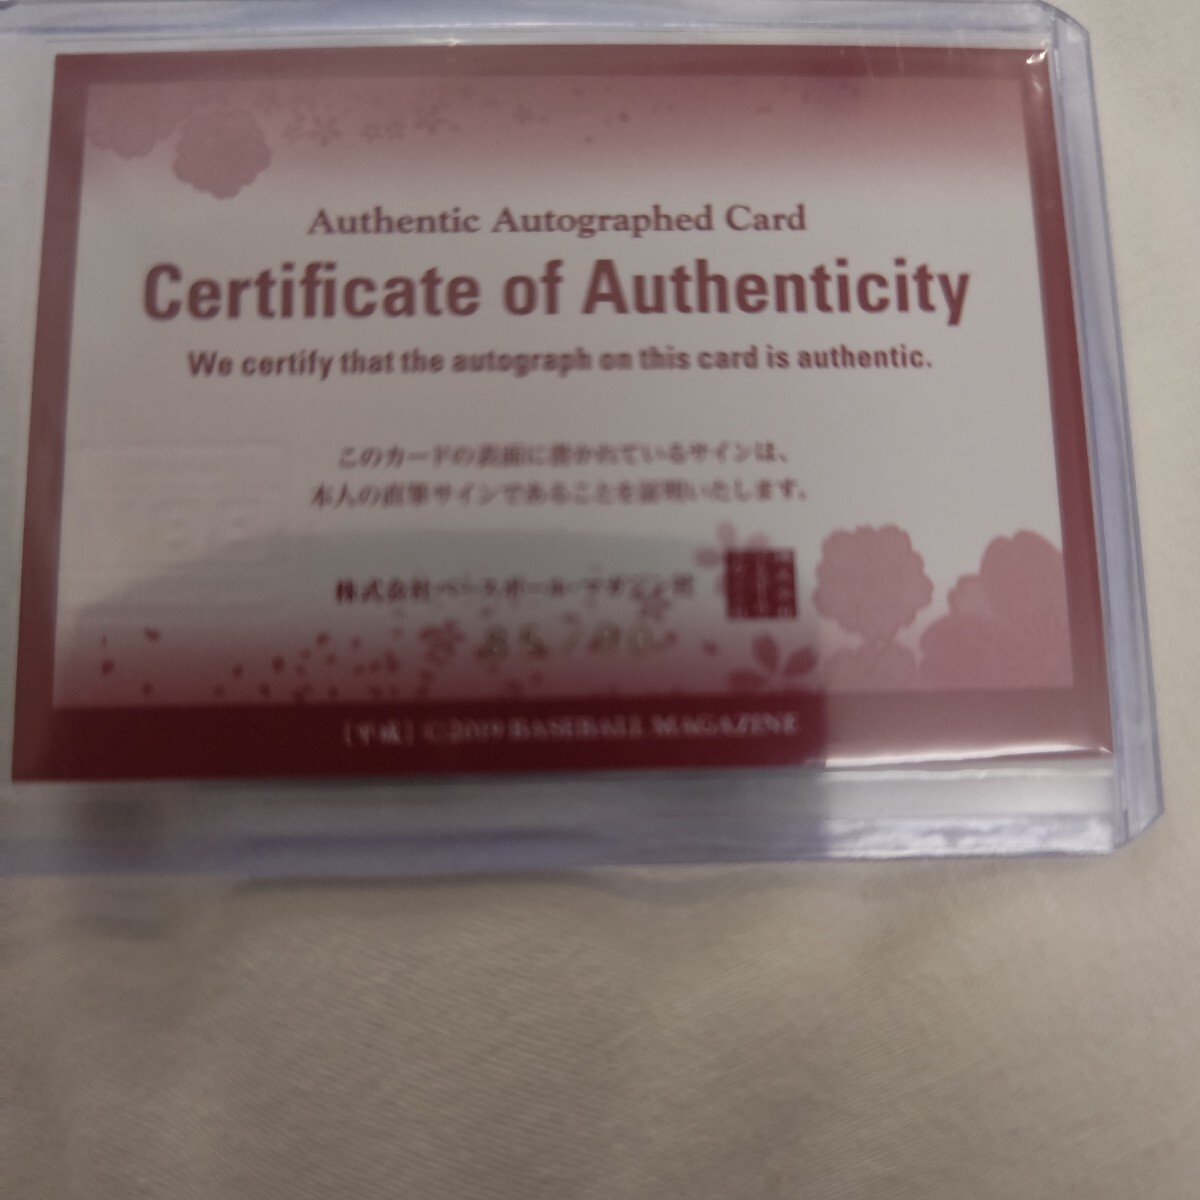 Authentic Autographed Card
Certificate of Authenticity
We certify that the autograph on this card is authentic.
このカードの表面に書かれているサインは、
本人の直筆サインであることを証明いたします。
株式会社ベースボール・マガジン社
[平成] ©2019 BASEBALL MAGAZINE